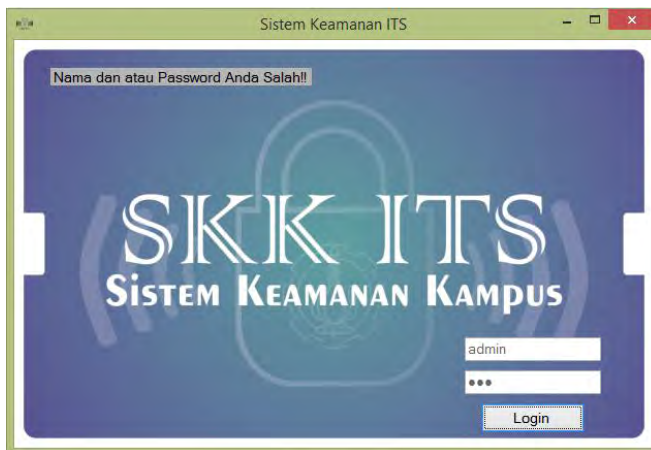 Sistem Keamanan ITS
Nama dan atau Password Anda Salah!!
SKK ITS
SISTEM KEAMANAN KAMPUS
admin
●●●
Login